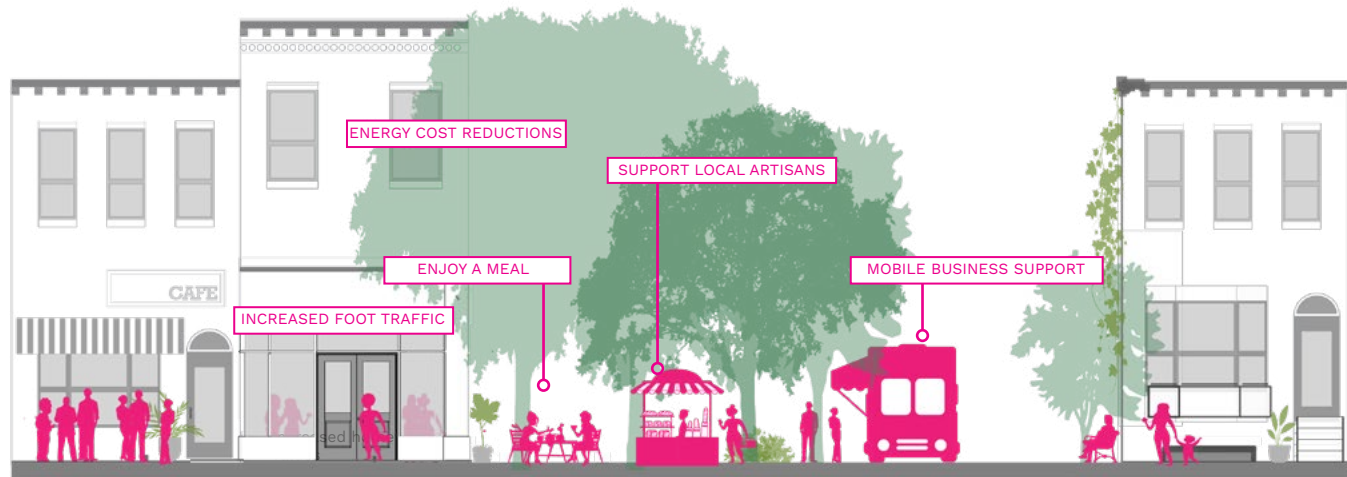 ENERGY COST REDUCTIONS
SUPPORT LOCAL ARTISANS
ENJOY A MEAL
MOBILE BUSINESS SUPPORT
CAFE
INCREASED FOOT TRAFFIC